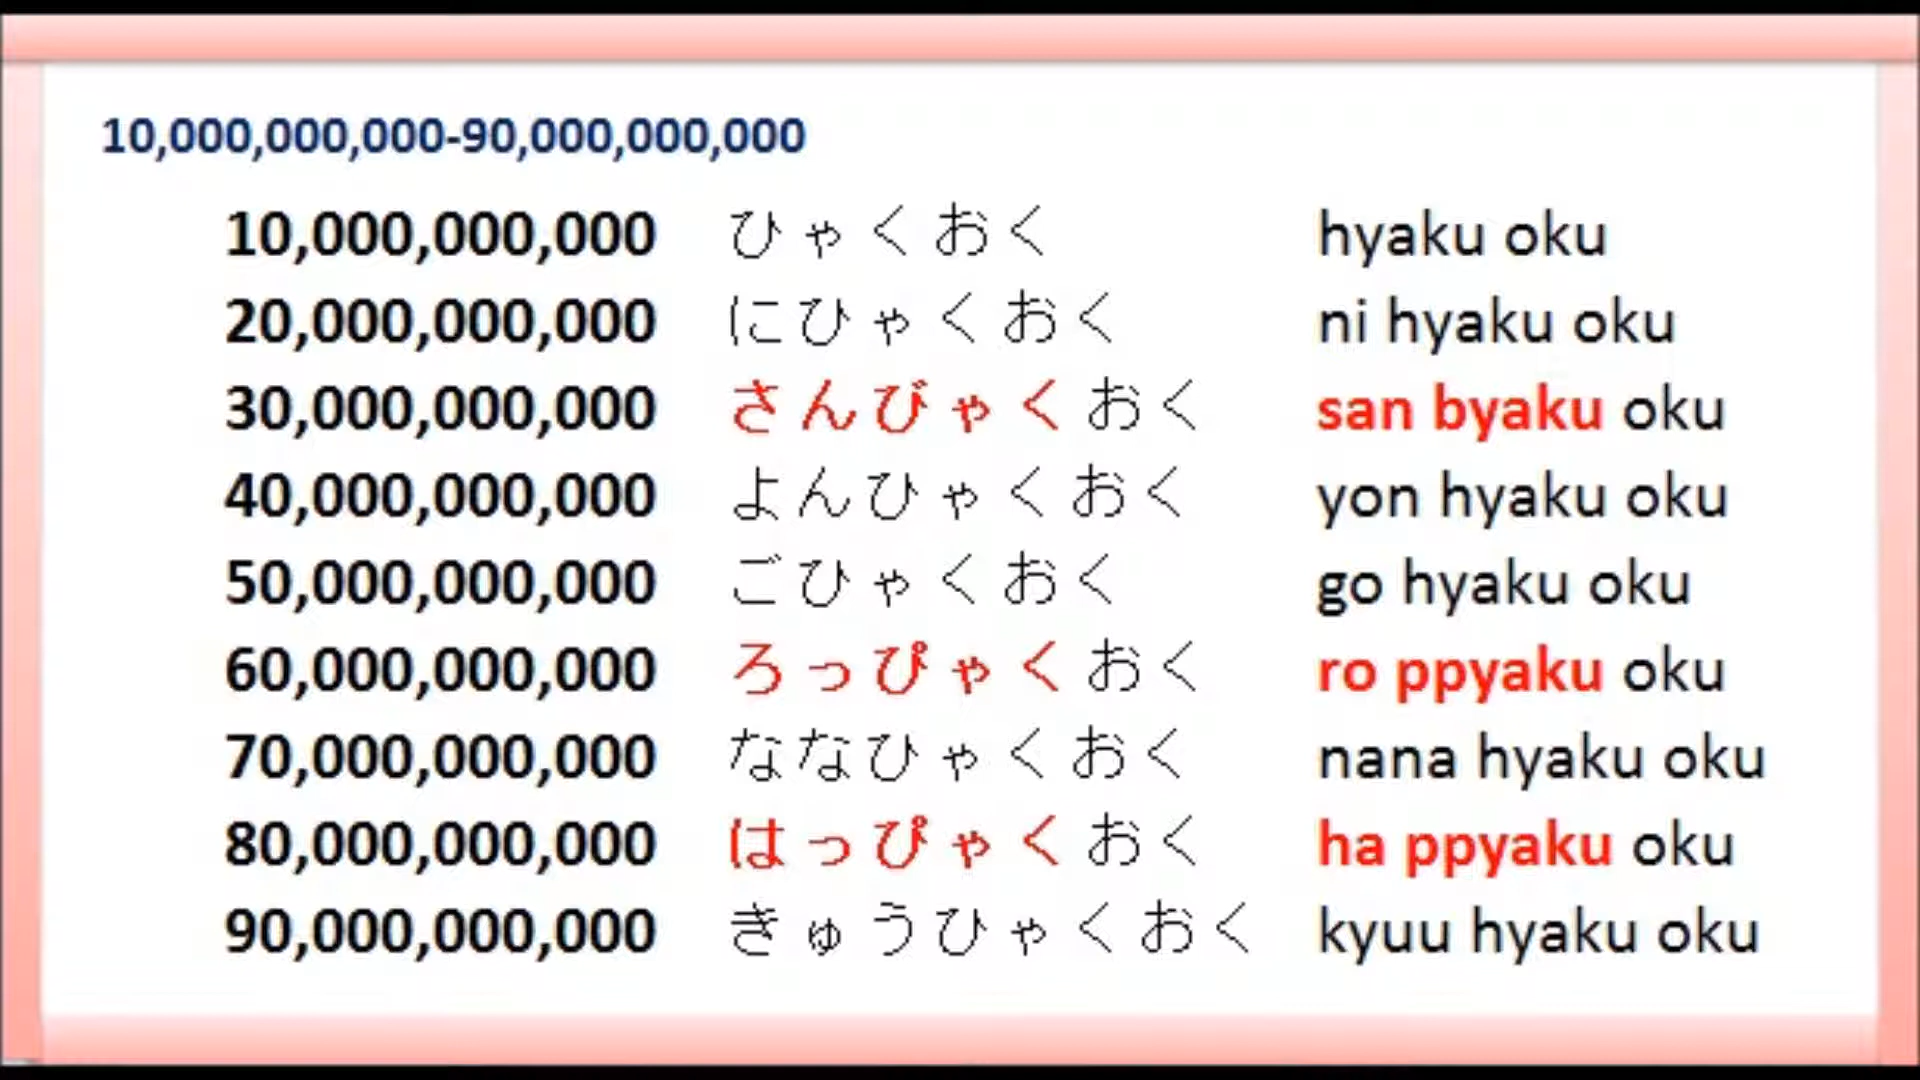 10,000,000,000-90,000,000,000
10,000,000,000 ひゃくおく hyaku oku
20,000,000,000 にひゃくおく ni hyaku oku
30,000,000,000 さんびゃくおく san byaku oku
40,000,000,000 よんひゃくおく yon hyaku oku
50,000,000,000 ごひゃくおく go hyaku oku
60,000,000,000 ろっぴゃくおく ro ppyaku oku
70,000,000,000 ななひゃくおく nana hyaku oku
80,000,000,000 はっぴゃくおく ha ppyaku oku
90,000,000,000 きゅうひゃくおく kyuu hyaku oku